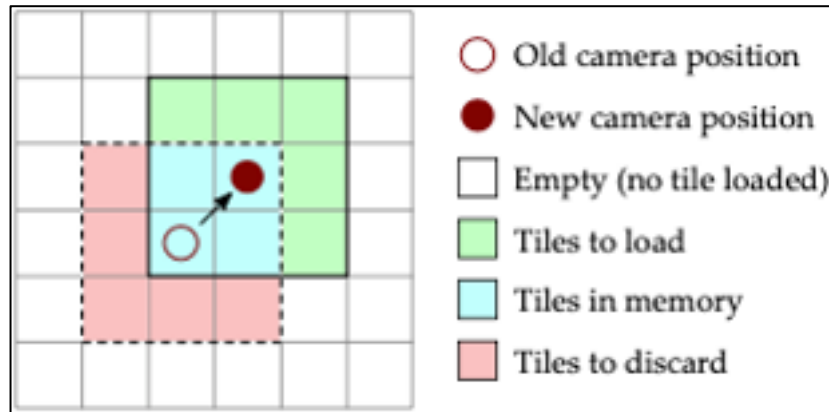 Old camera position
New camera position
Empty (no tile loaded)
Tiles to load
Tiles in memory
Tiles to discard